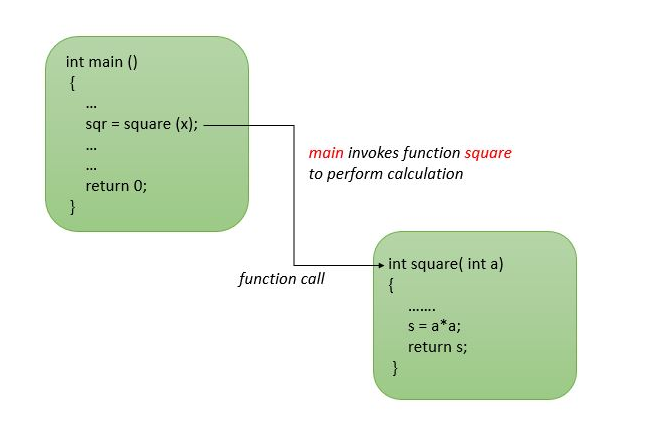 int main ()
{
...
sqr = square (x);
...
...
return 0;
}
main invokes function square
to perform calculation
function call
int square( int a)
{
.......
s = a*a;
return s;
}